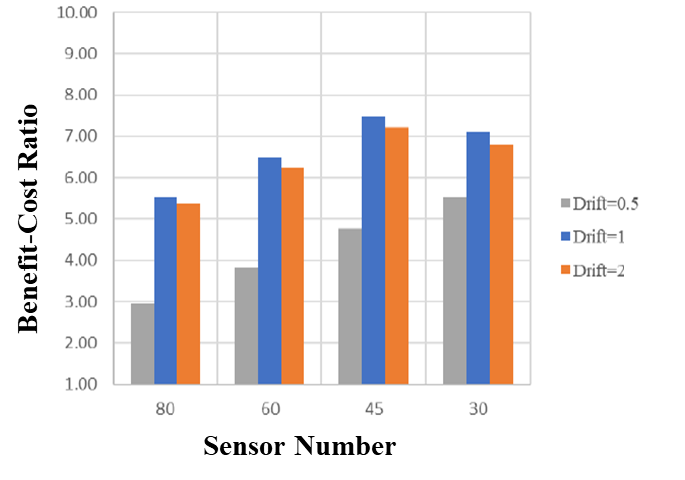 10.00
9.00
8.00
7.00
6.00
5.00
4.00
3.00
2.00
1.00
Benefit-Cost Ratio
80 60 45 30
Sensor Number
Drift=0.5
Drift=1
Drift=2